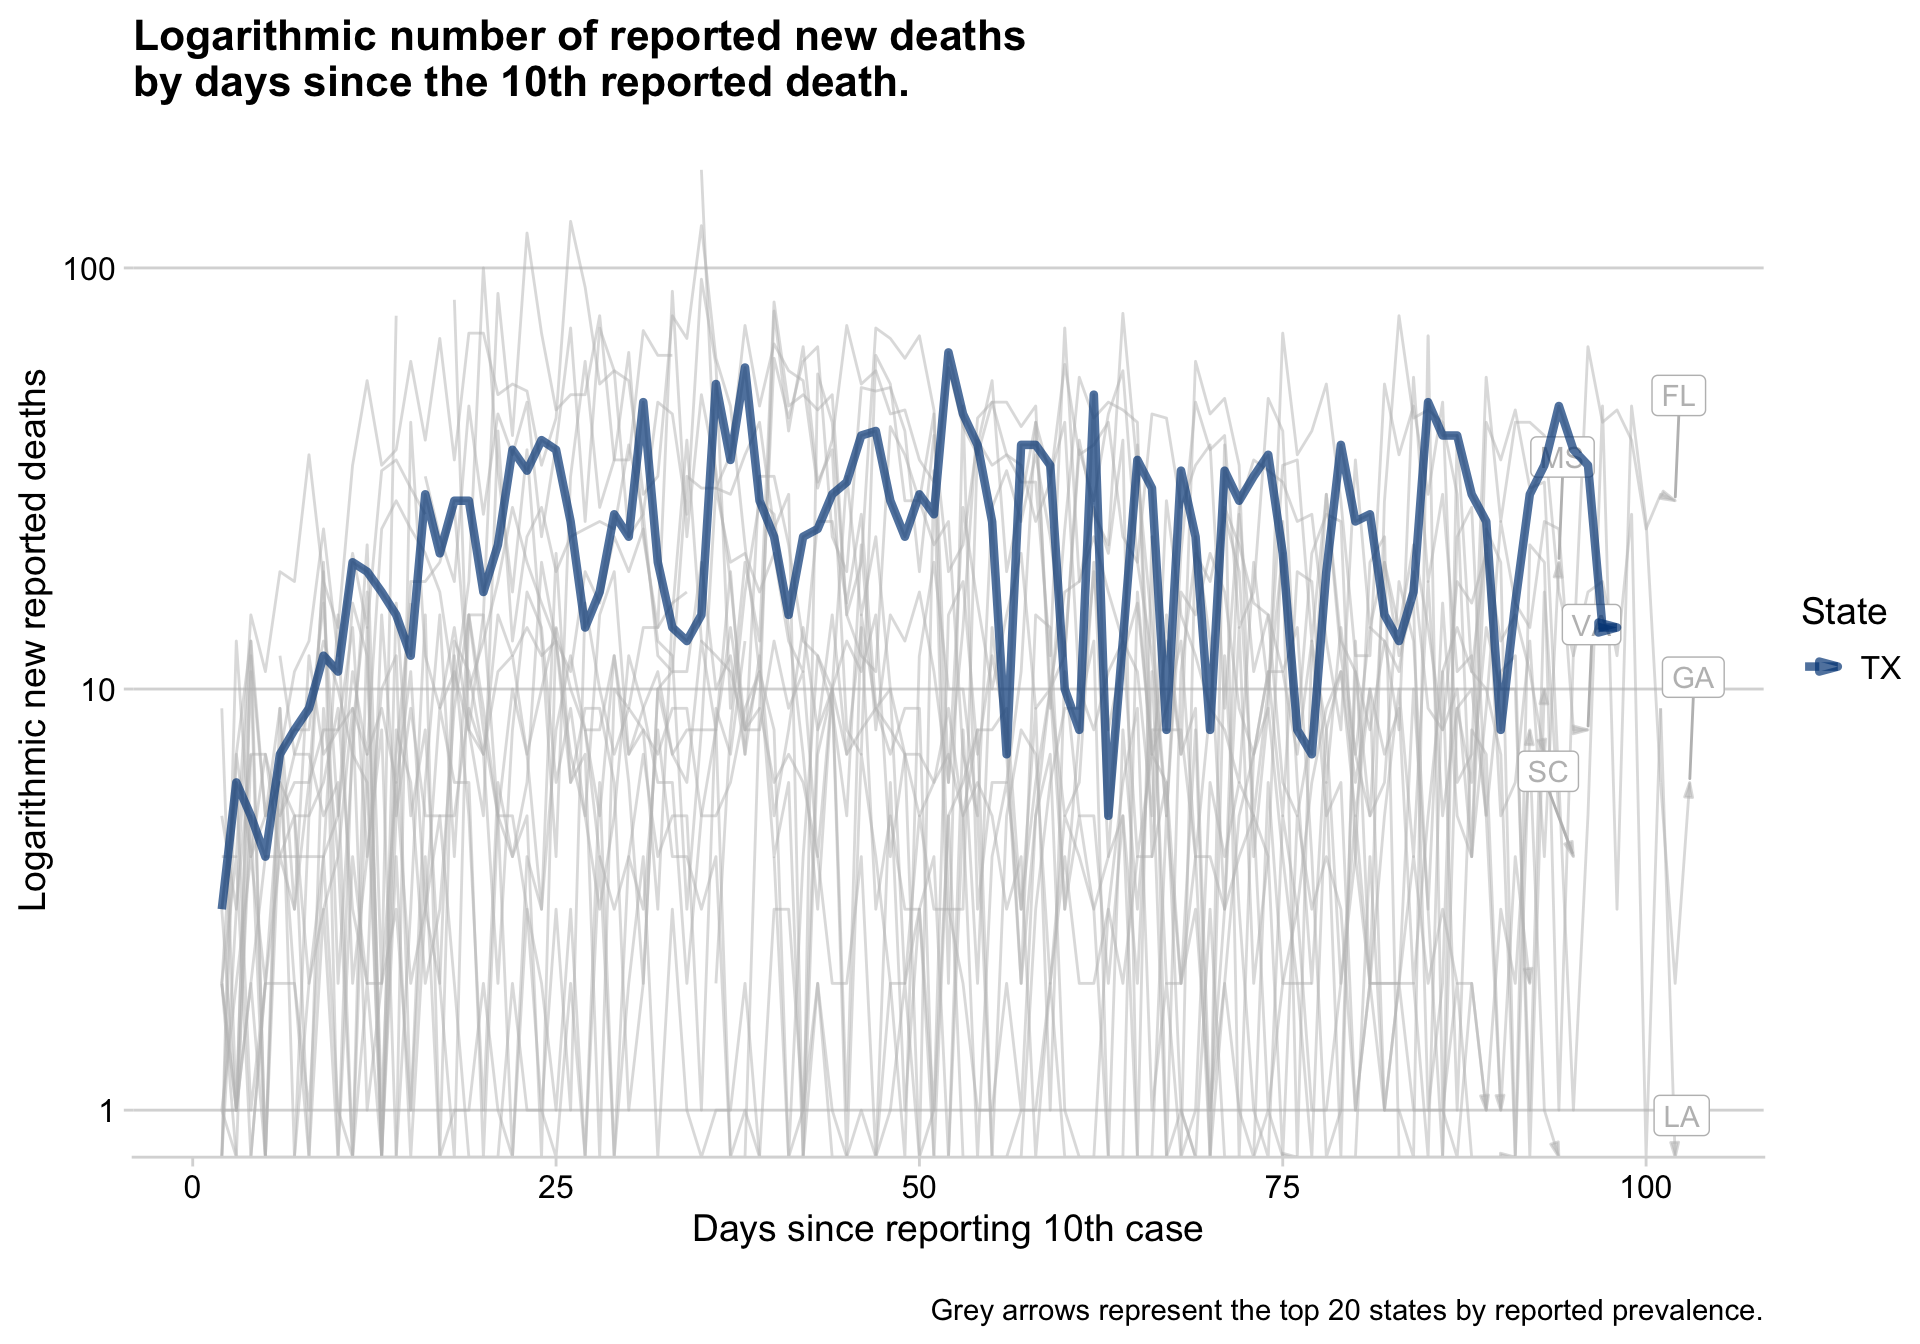 Logarithmic number of reported new deaths
by days since the 10th reported death.
Logarithmic new reported deaths
100
10
1
FL
MS
VA
GA
SC
LA
State
TX
0
25
50
75
100
Days since reporting 10th case
Grey arrows represent the top 20 states by reported prevalence.